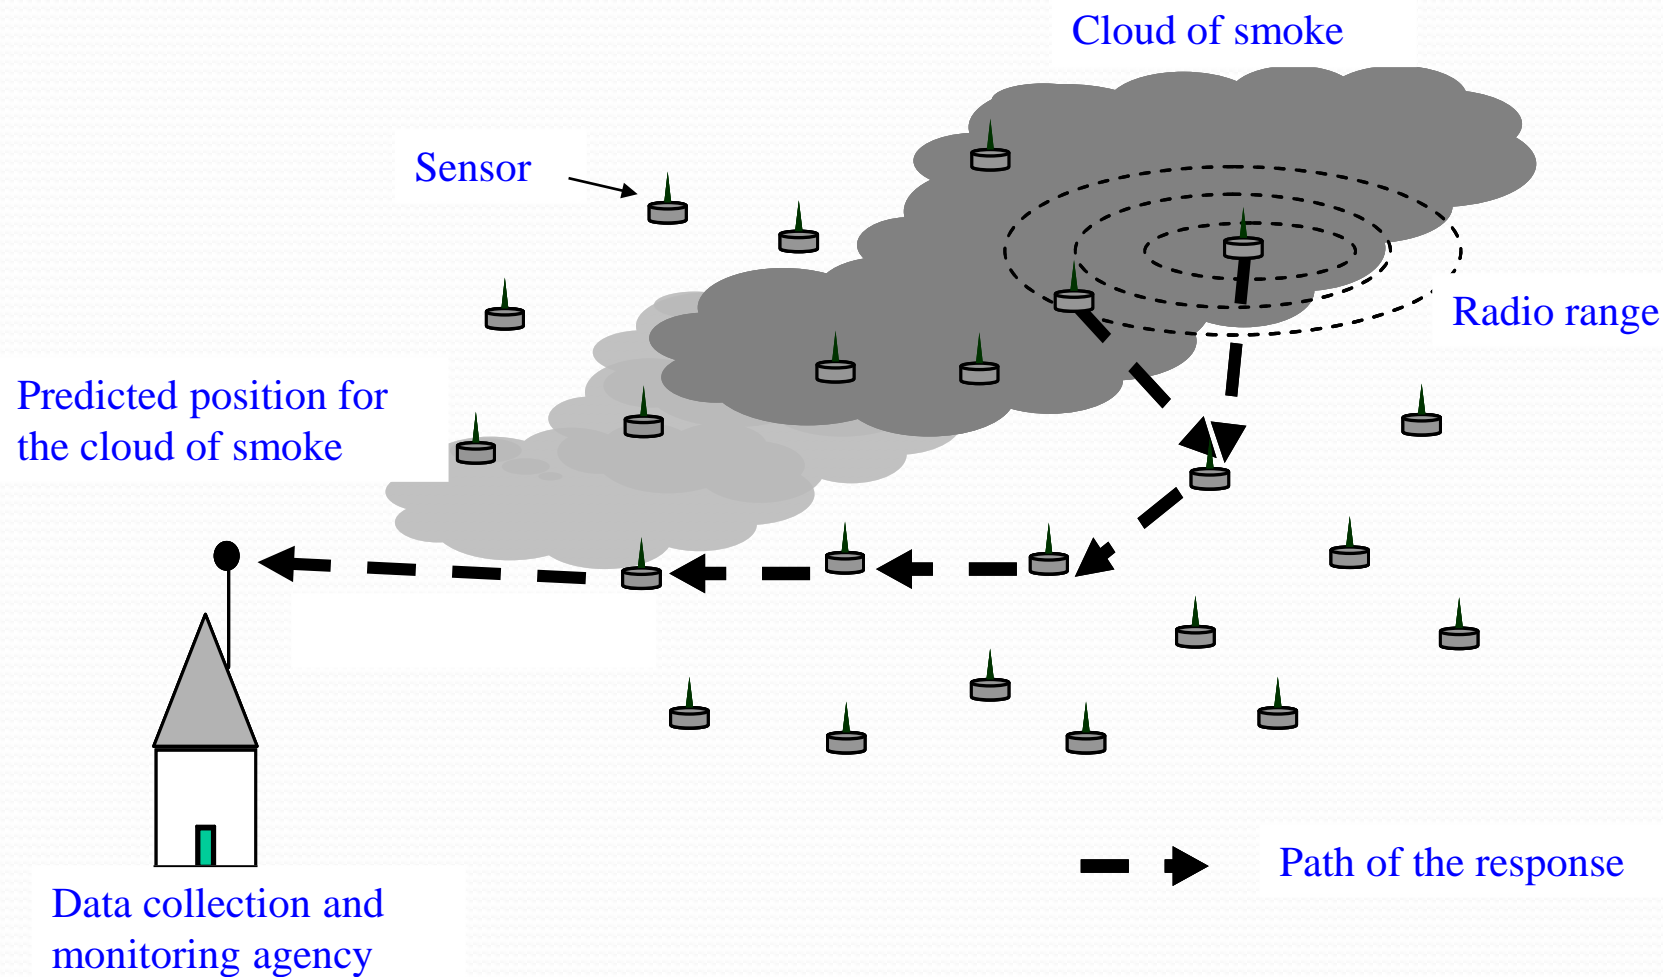 Cloud of smoke
Sensor
Radio range
Predicted position for
the cloud of smoke
Path of the response
Data collection and
monitoring agency